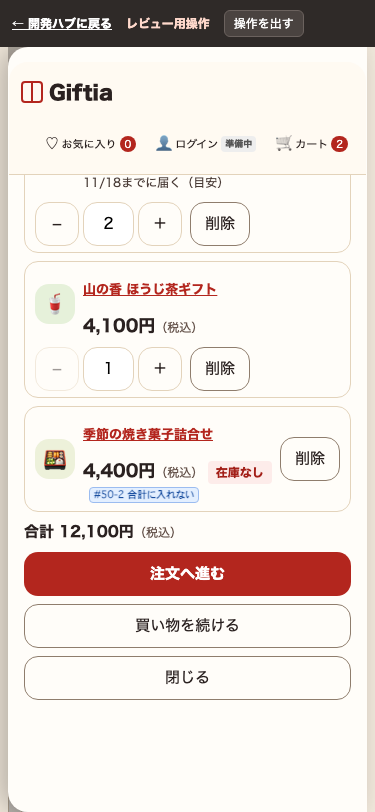 ← 開発ハブに戻る レビュー用操作 操作を出す
Giftia
♡ お気に入り 0 ログイン 準備中 カート 2
11/18までに届く（目安）
− 2 + 削除
山の香 ほうじ茶ギフト
4,100円（税込）
− 1 + 削除
季節の焼き菓子詰合せ
4,400円（税込） 在庫なし 削除
#50-2 合計に入れない
合計 12,100円（税込）
注文へ進む
買い物を続ける
閉じる